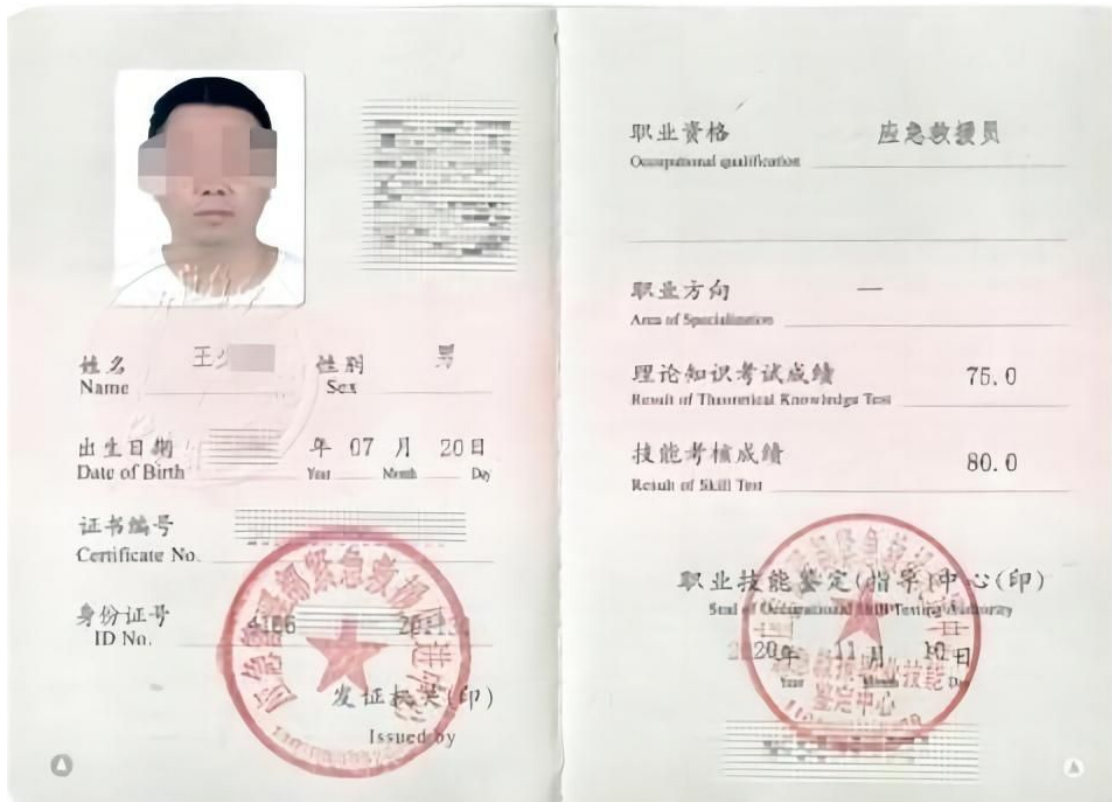 姓名 王 性别 男
Name Sex
出生日期 年 07 月 20日
Date of Birth Year Month Day
证书编号
Certificate No.
身份证号
ID No.
发证机关(印)
Issued by
职业资格 应急救援员
Occupational qualification
职业方向 —
Area of Specialization
理论知识考试成绩 75.0
Result of Theoretical Knowledge Test
技能考核成绩 80.0
Result of Skill Test
职业技能鉴定(指导)中心(印)
Seal of Occupational Skill Testing Authority
2020年 11月 10日
Year Month Day
鉴定中心